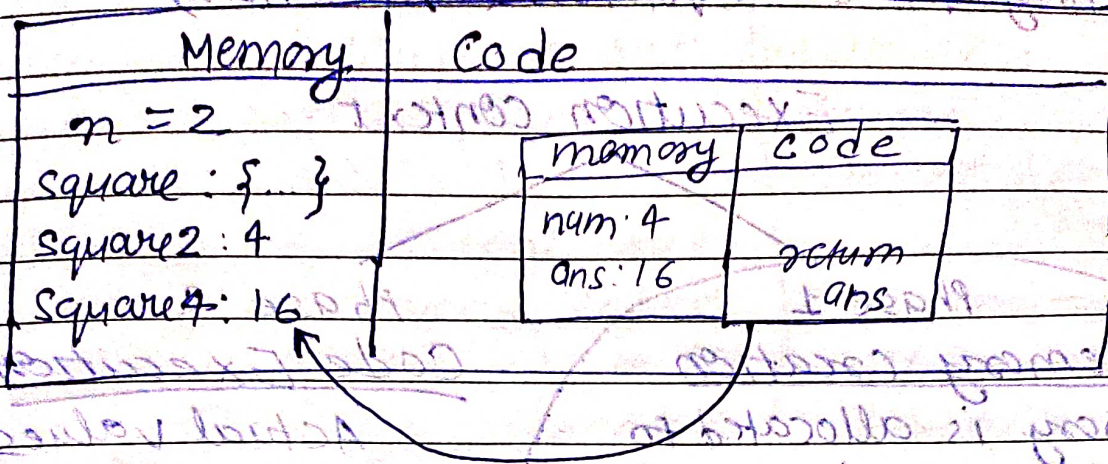 Memory Code
n = 2
square : {...}
square2 : 4
square4 : 16
memory code
num: 4
ans: 16
return
ans